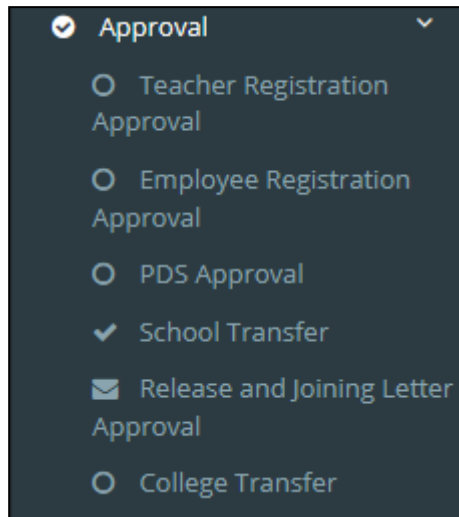 Approval
Teacher Registration
Approval
Employee Registration
Approval
PDS Approval
School Transfer
Release and Joining Letter
Approval
College Transfer